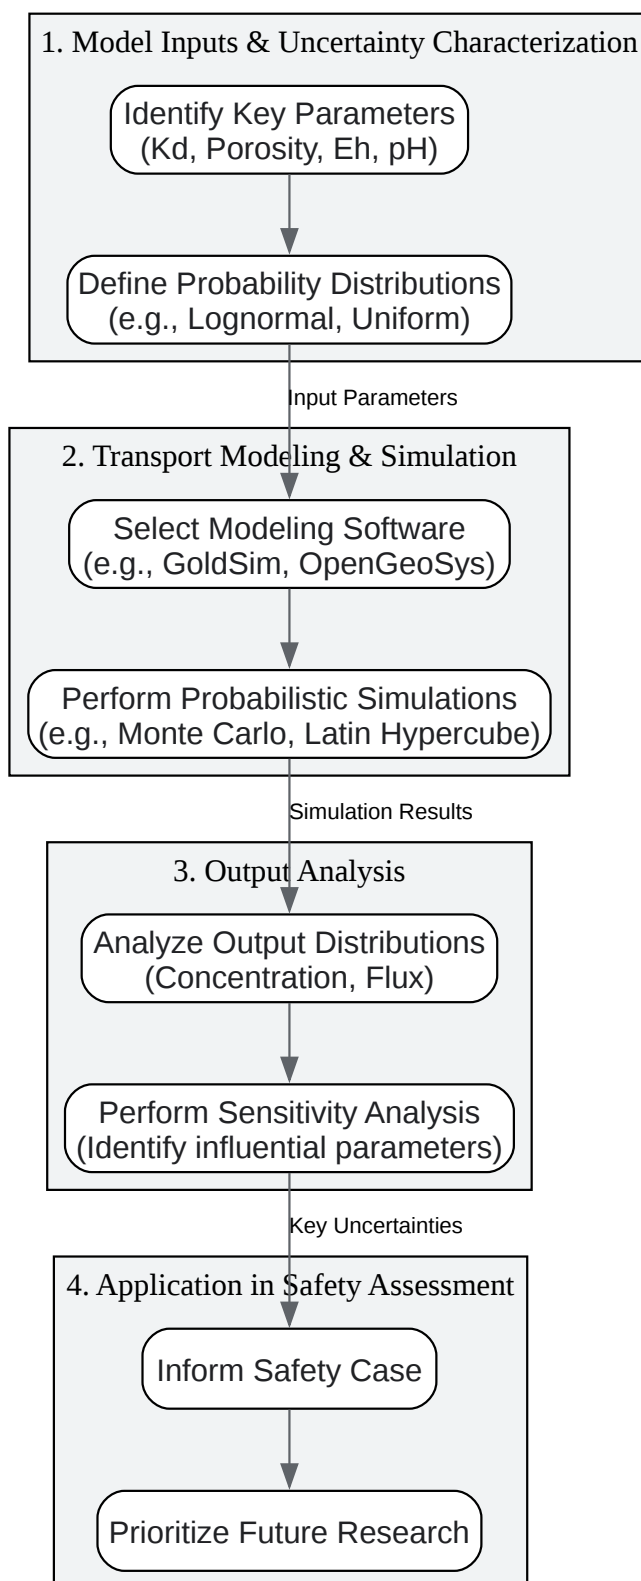 1. Model Inputs & Uncertainty Characterization
Identify Key Parameters
(Kd, Porosity, Eh, pH)
Define Probability Distributions
(e.g., Lognormal, Uniform)
Input Parameters
2. Transport Modeling & Simulation
Select Modeling Software
(e.g., GoldSim, OpenGeoSys)
Perform Probabilistic Simulations
(e.g., Monte Carlo, Latin Hypercube)
Simulation Results
3. Output Analysis
Analyze Output Distributions
(Concentration, Flux)
Perform Sensitivity Analysis
(Identify influential parameters)
Key Uncertainties
4. Application in Safety Assessment
Inform Safety Case
Prioritize Future Research